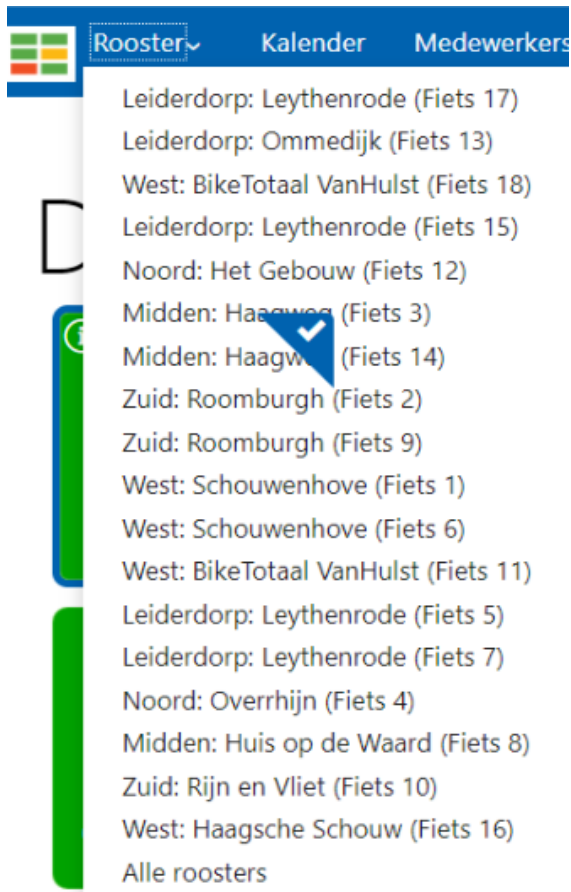 Rooster Kalender Medewerkers
Leiderdorp: Leythenrode (Fiets 17)
Leiderdorp: Ommedijk (Fiets 13)
West: BikeTotaal VanHulst (Fiets 18)
Leiderdorp: Leythenrode (Fiets 15)
Noord: Het Gebouw (Fiets 12)
Midden: Haagweg (Fiets 3)
Midden: Haagweg (Fiets 14)
Zuid: Roomburgh (Fiets 2)
Zuid: Roomburgh (Fiets 9)
West: Schouwenhove (Fiets 1)
West: Schouwenhove (Fiets 6)
West: BikeTotaal VanHulst (Fiets 11)
Leiderdorp: Leythenrode (Fiets 5)
Leiderdorp: Leythenrode (Fiets 7)
Noord: Overrhijn (Fiets 4)
Midden: Huis op de Waard (Fiets 8)
Zuid: Rijn en Vliet (Fiets 10)
West: Haagsche Schouw (Fiets 16)
Alle roosters